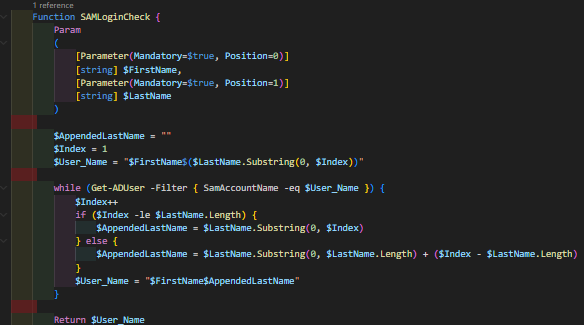 1 reference
Function SAMLoginCheck {
Param
(
[Parameter(Mandatory=$true, Position=0)]
[string] $FirstName,
[Parameter(Mandatory=$true, Position=1)]
[string] $LastName
)
$AppendedLastName = ""
$Index = 1
$User_Name = "$FirstName$($LastName.Substring(0, $Index))"
while (Get-ADUser -Filter { SamAccountName -eq $User_Name }) {
$Index++
if ($Index -le $LastName.Length) {
$AppendedLastName = $LastName.Substring(0, $Index)
} else {
$AppendedLastName = $LastName.Substring(0, $LastName.Length) + ($Index - $LastName.Length)
}
$User_Name = "$FirstName$AppendedLastName"
}
Return $User_Name